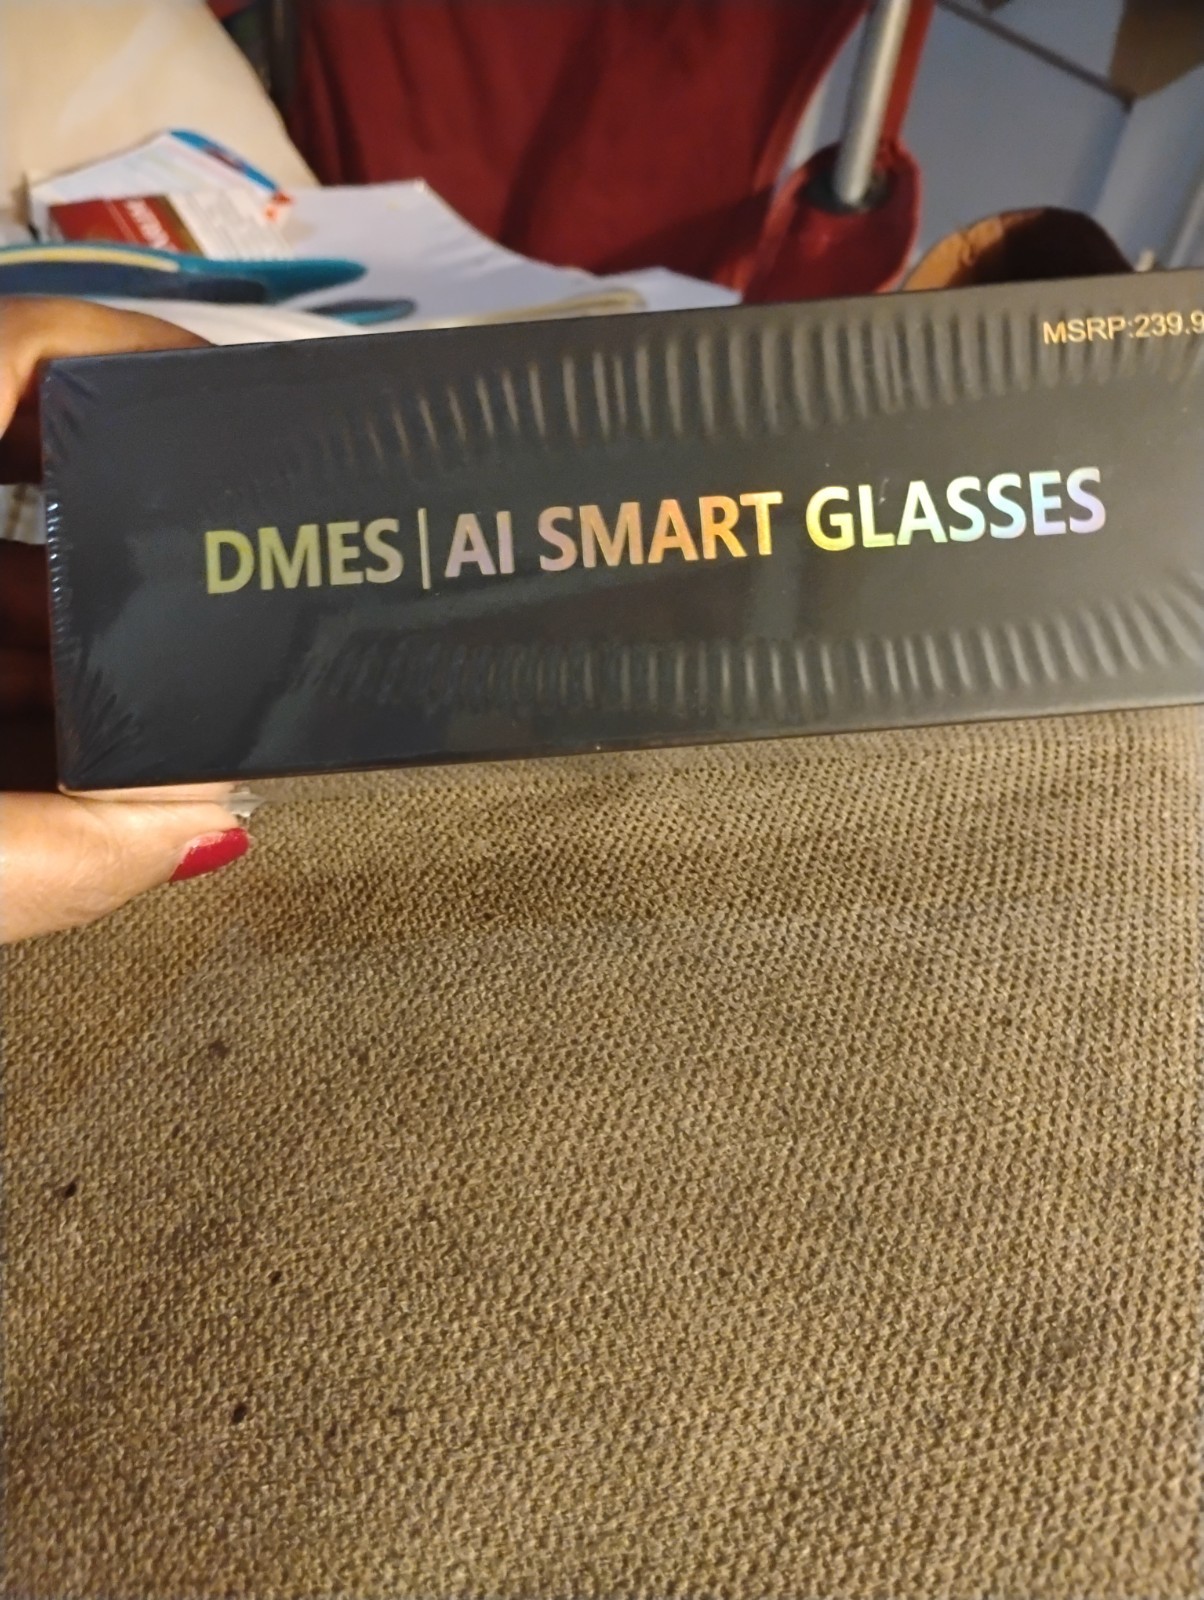 MSRP:239.9
DMES|AI SMART GLASSES